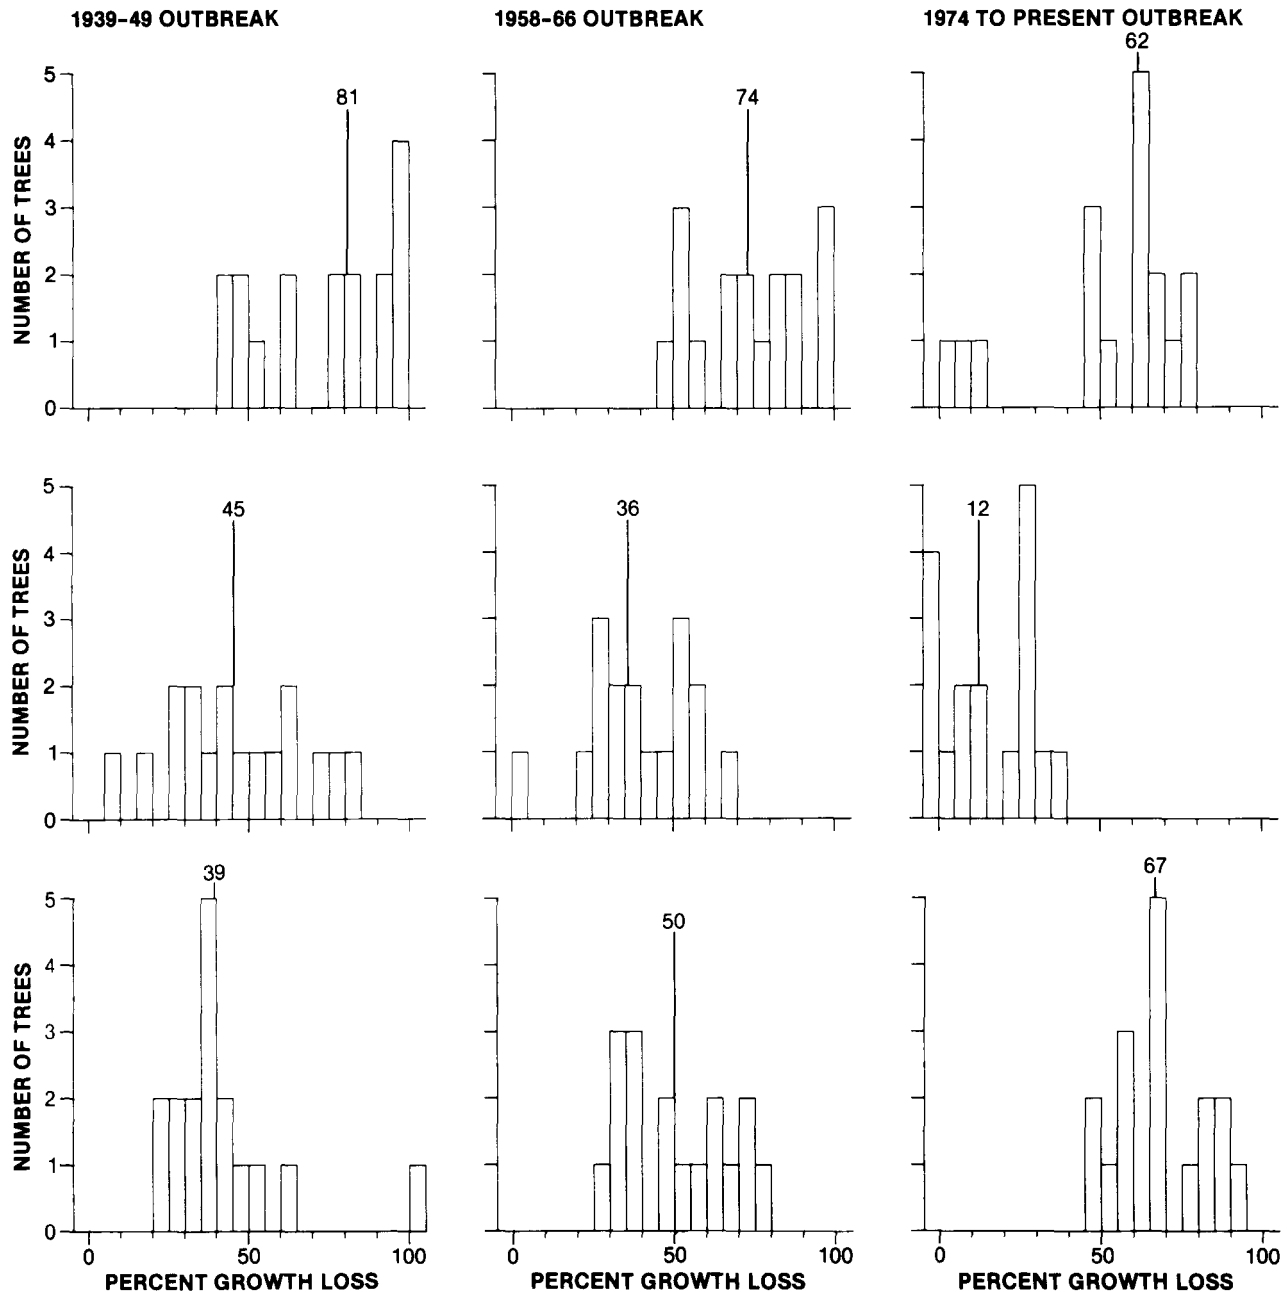 1939-49 OUTBREAK 1958-66 OUTBREAK 1974 TO PRESENT OUTBREAK
62
81 74
5
4
3
2
1
0
NUMBER OF TREES
45 36 12
5
4
3
2
1
0
NUMBER OF TREES
39 50 67
5
4
3
2
1
0
NUMBER OF TREES
0 50 100 0 50 100 0 50 100
PERCENT GROWTH LOSS PERCENT GROWTH LOSS PERCENT GROWTH LOSS